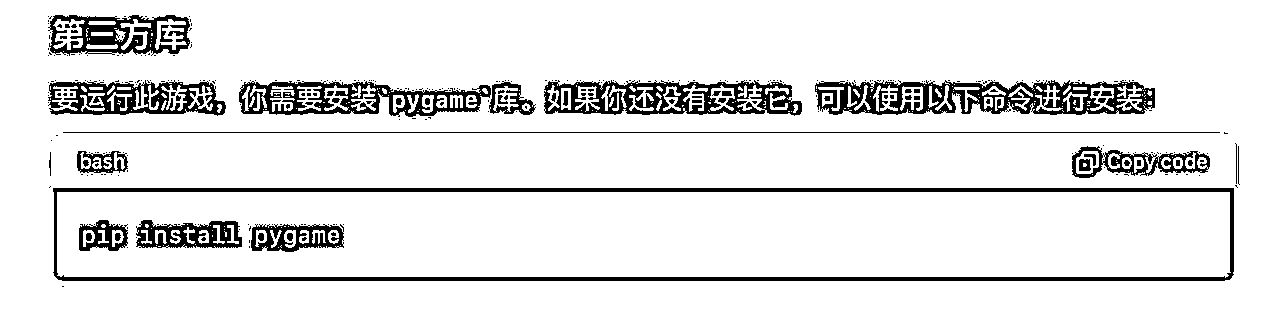 第三方库
要运行此游戏，你需要安装`pygame`库。如果你还没有安装它，可以使用以下命令进行安装：
bash
Copy code
pip install pygame